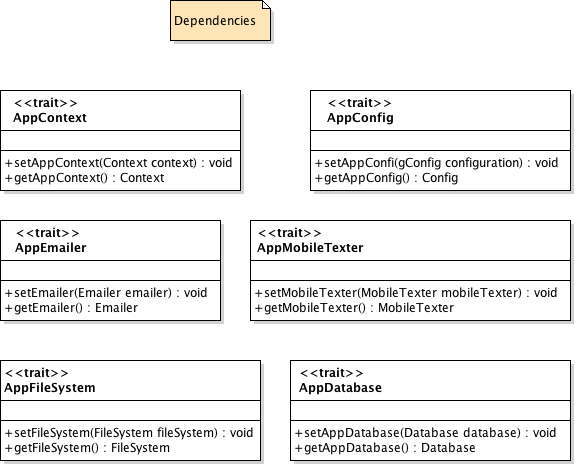 Dependencies
<<trait>>
AppContext
+setAppContext(Context context) : void
+getAppContext() : Context
<<trait>>
AppConfig
+setAppConfi(gConfig configuration) : void
+getAppConfig() : Config
<<trait>>
AppEmailer
+setEmailer(Emailer emailer) : void
+getEmailer() : Emailer
<<trait>>
AppMobileTexter
+setMobileTexter(MobileTexter mobileTexter) : void
+getMobileTexter() : MobileTexter
<<trait>>
AppFileSystem
+setFileSystem(FileSystem fileSystem) : void
+getFileSystem() : FileSystem
<<trait>>
AppDatabase
+setAppDatabase(Database database) : void
+getAppDatabase() : Database